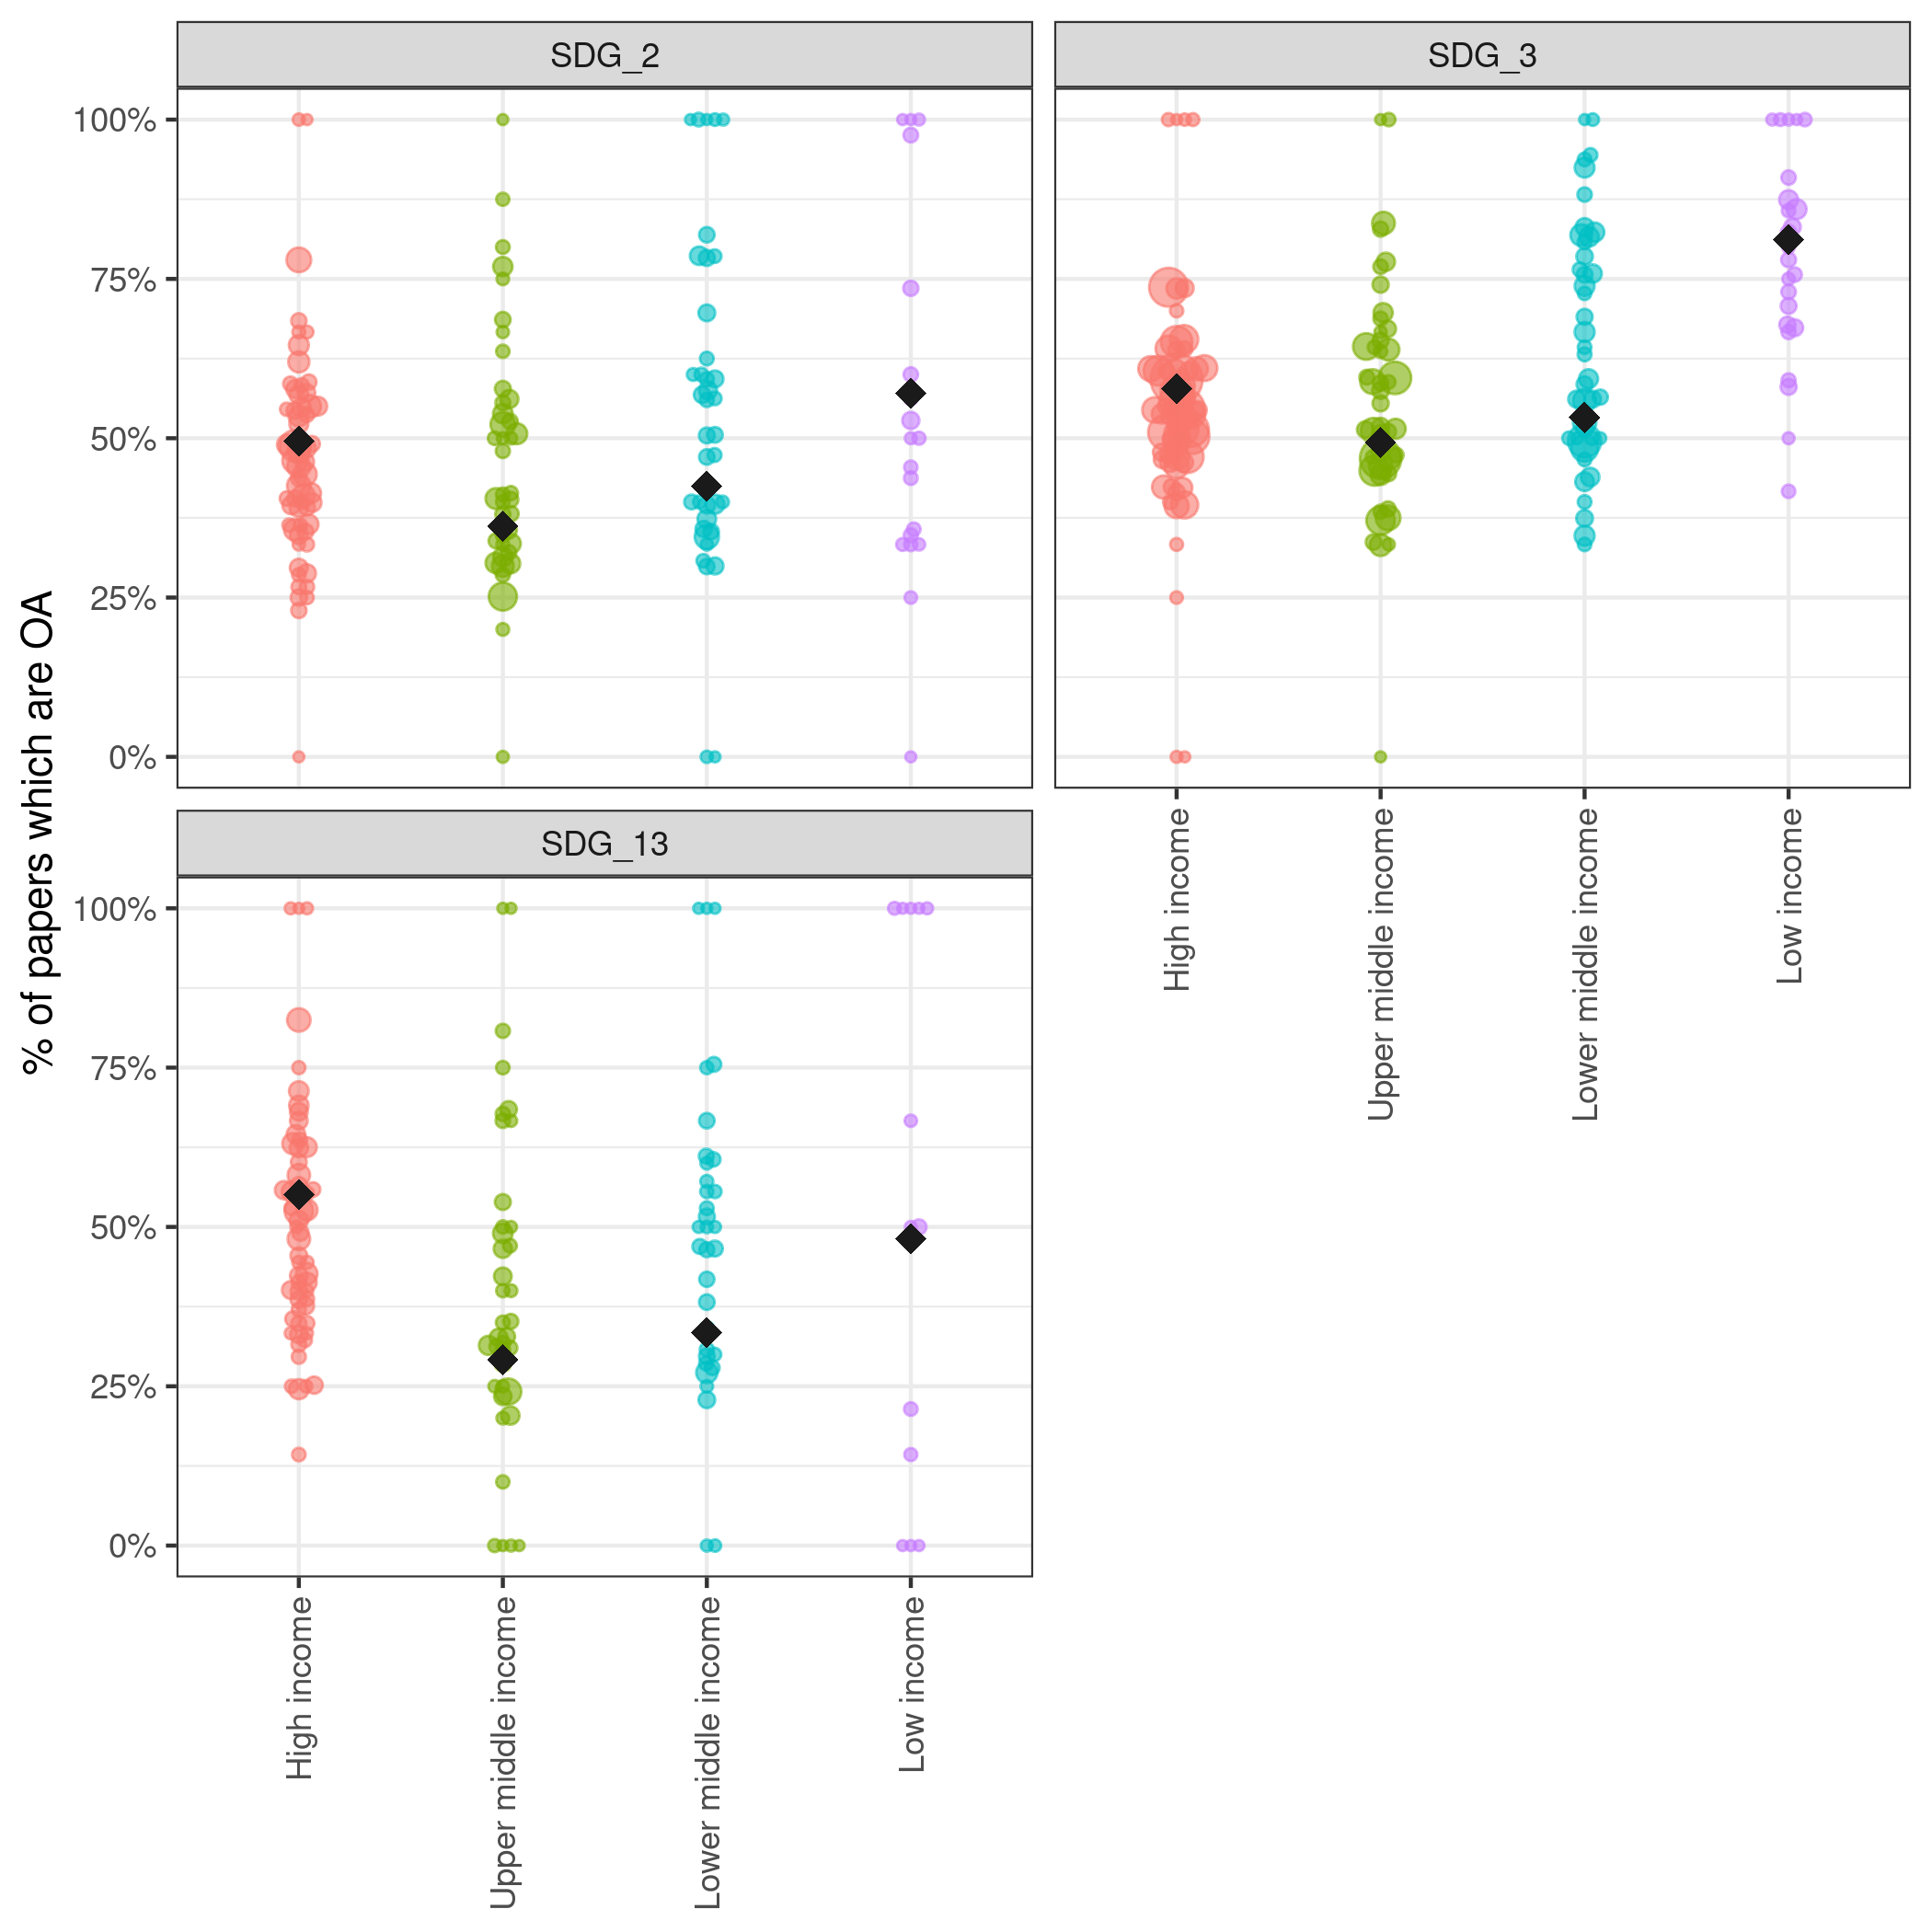 SDG_2
SDG_3
100%
75%
50%
25%
0%
% of papers which are OA
SDG_13
100%
75%
50%
25%
0%
High income
Upper middle income
Lower middle income
Low income
High income
Upper middle income
Lower middle income
Low income